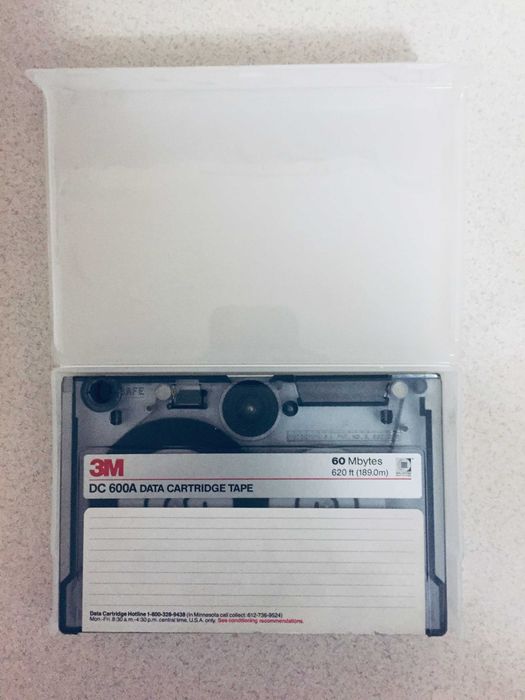 SAFE
3M
60 Mbytes
DC 600A DATA CARTRIDGE TAPE
620 ft (189.0m)
Data Cartridge Hotline 1-800-328-9438 (in Minnesota call collect: 612-736-9524)
Mon.-Fri. 8:30 a.m.-4:30 p.m. central time, U.S.A. only. See conditioning recommendations.